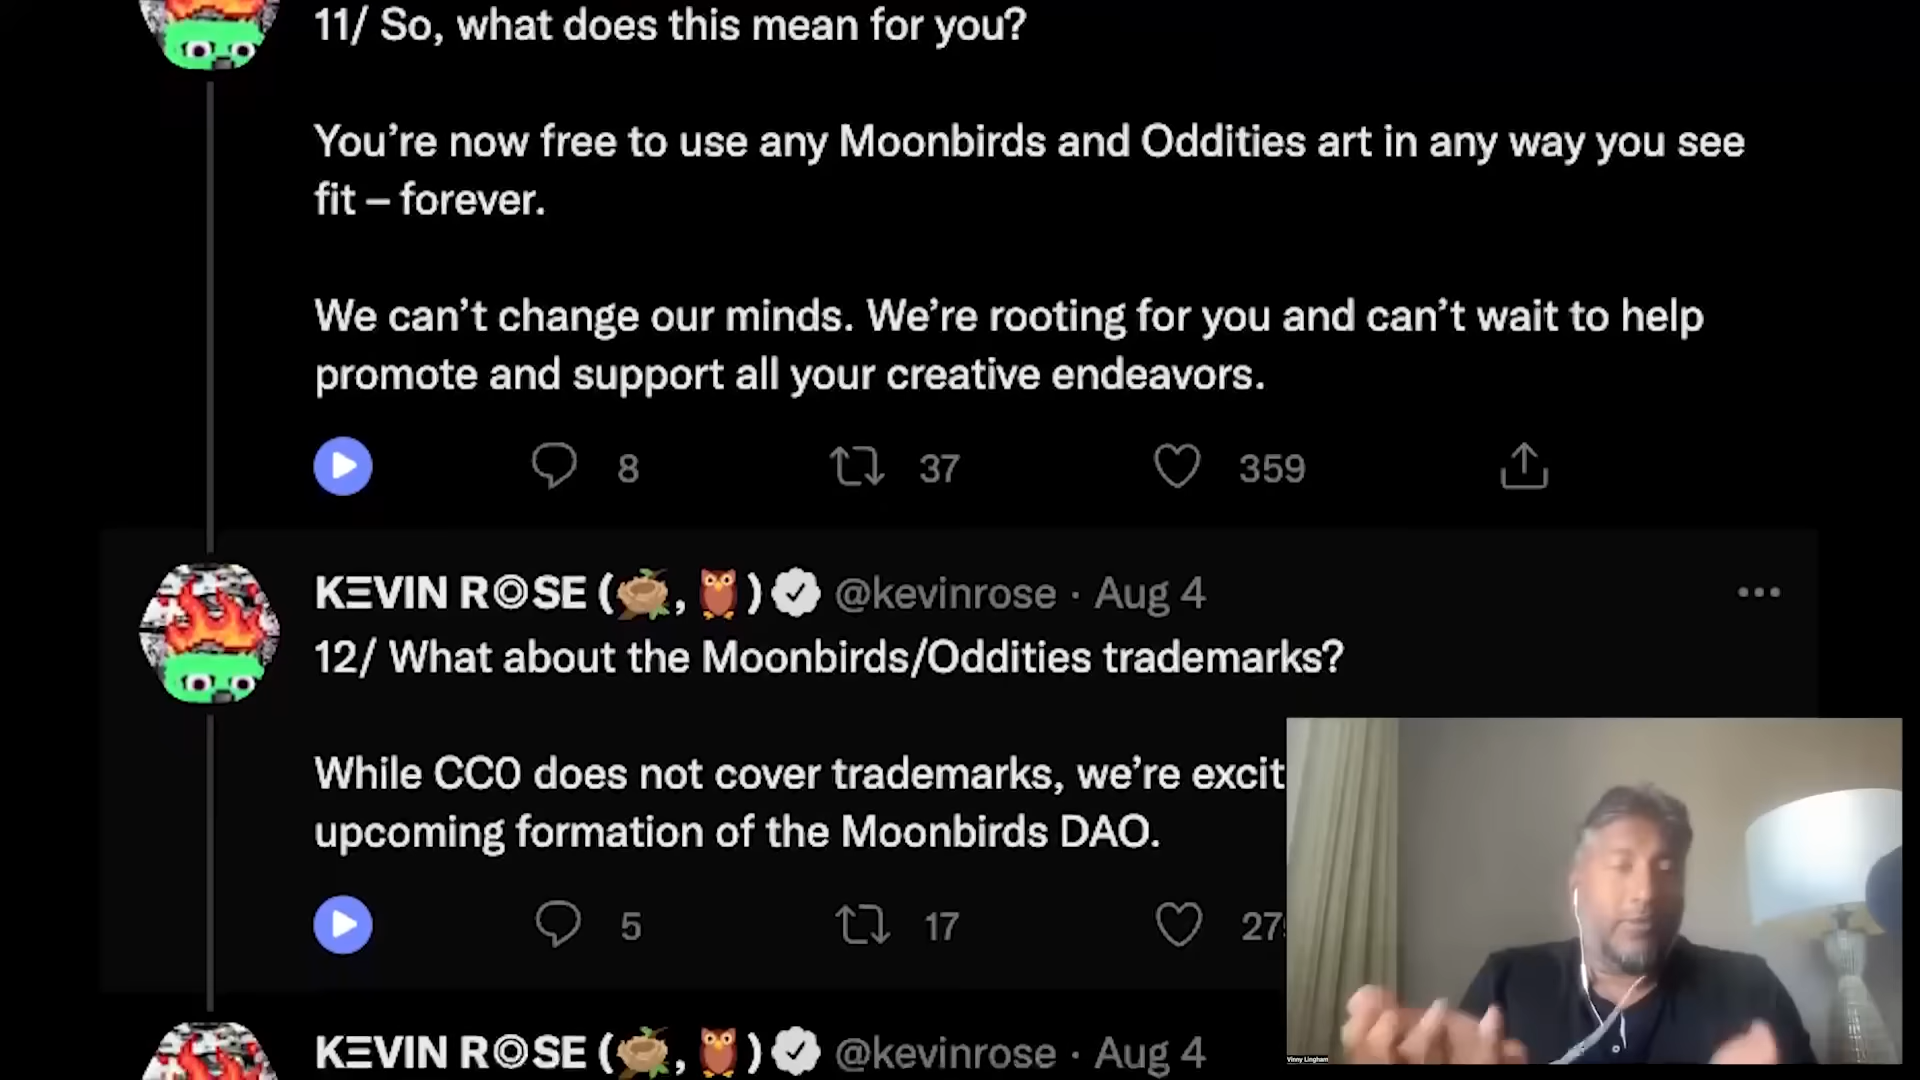 11/ So, what does this mean for you?
You’re now free to use any Moonbirds and Oddities art in any way you see
fit – forever.
We can’t change our minds. We’re rooting for you and can’t wait to help
promote and support all your creative endeavors.
8 37 359
KΞVIN R◎SE (🪹, 🦉) @kevinrose · Aug 4
12/ What about the Moonbirds/Oddities trademarks?
While CC0 does not cover trademarks, we’re excit
upcoming formation of the Moonbirds DAO.
5 17 27
KΞVIN R◎SE (🪹, 🦉) @kevinrose · Aug 4
Vinny Lingham